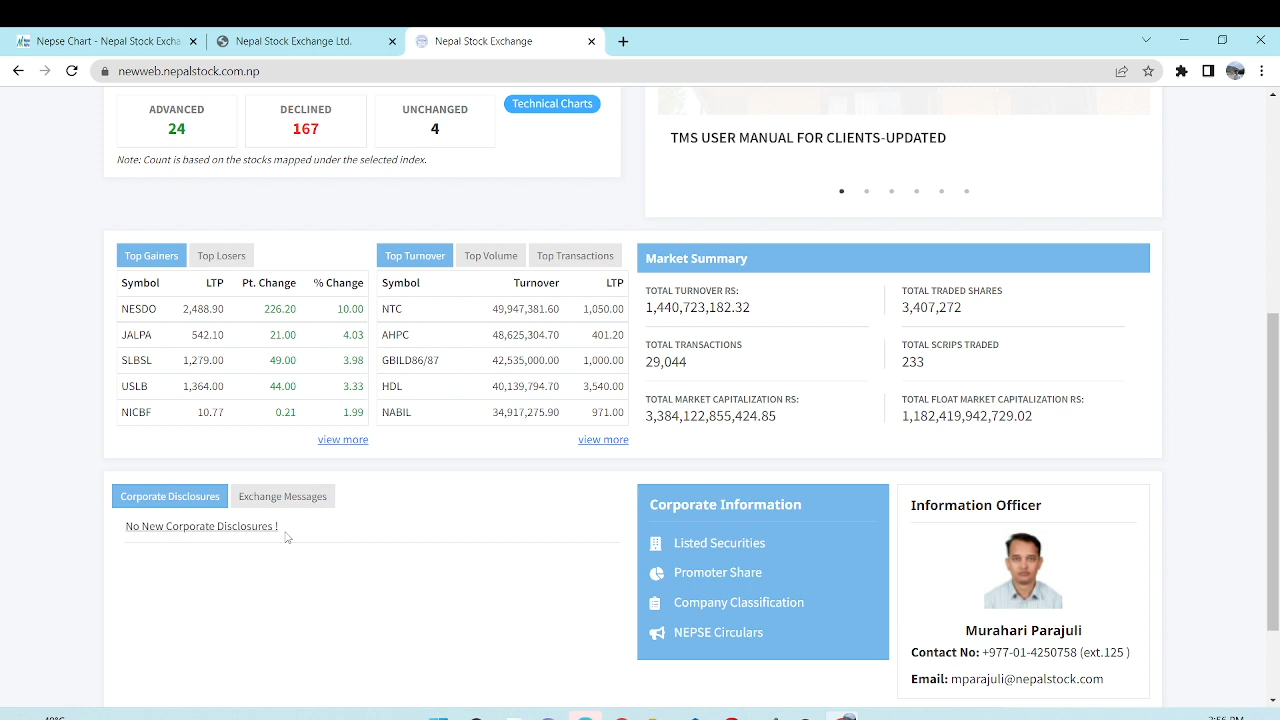 Nepse Chart - Nepal Stock Excha
Nepal Stock Exchange Ltd.
Nepal Stock Exchange
newweb.nepalstock.com.np
ADVANCED DECLINED UNCHANGED Technical Charts
24 167 4
Note: Count is based on the stocks mapped under the selected index.
TMS USER MANUAL FOR CLIENTS-UPDATED
Top Gainers Top Losers
Symbol LTP Pt. Change % Change
NESDO 2,488.90 226.20 10.00
JALPA 542.10 21.00 4.03
SLBSL 1,279.00 49.00 3.98
USLB 1,364.00 44.00 3.33
NICBF 10.77 0.21 1.99
view more
Top Turnover Top Volume Top Transactions
Symbol Turnover LTP
NTC 49,947,381.60 1,050.00
AHPC 48,625,304.70 401.20
GBILD86/87 42,535,000.00 1,000.00
HDL 40,139,794.70 3,540.00
NABIL 34,917,275.90 971.00
view more
Market Summary
TOTAL TURNOVER RS: TOTAL TRADED SHARES
1,440,723,182.32 3,407,272
TOTAL TRANSACTIONS TOTAL SCRIPS TRADED
29,044 233
TOTAL MARKET CAPITALIZATION RS: TOTAL FLOAT MARKET CAPITALIZATION RS:
3,384,122,855,424.85 1,182,419,942,729.02
Corporate Disclosures Exchange Messages
No New Corporate Disclosures !
Corporate Information
Listed Securities
Promoter Share
Company Classification
NEPSE Circulars
Information Officer
Murahari Parajuli
Contact No: +977-01-4250758 (ext.125 )
Email: mparajuli@nepalstock.com